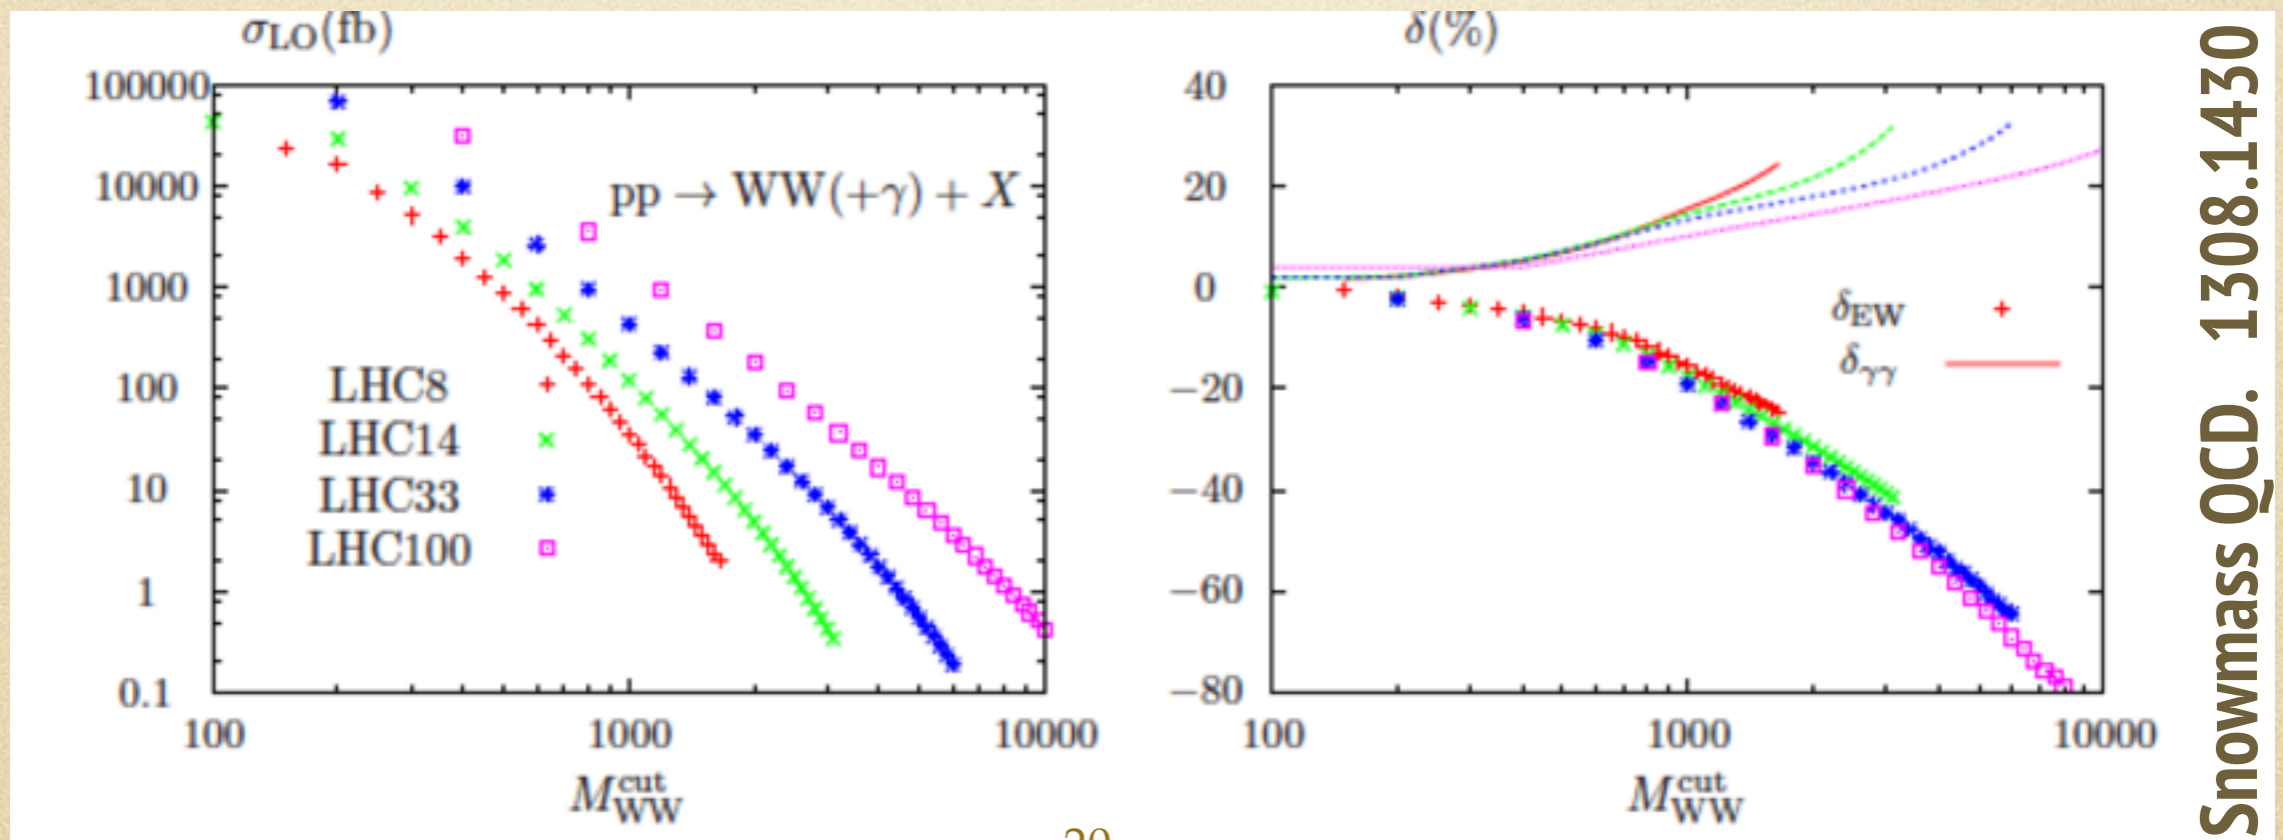 σLO(fb)
100000
10000
1000
100
10
1
0.1
pp → WW(+γ) + X
LHC8
LHC14
LHC33
LHC100
100 1000 10000
M^cut_WW
δ(%)
40
20
0
−20
−40
−60
−80
δEW
δγγ
100 1000 10000
M^cut_WW
Snowmass QCD. 1308.1430